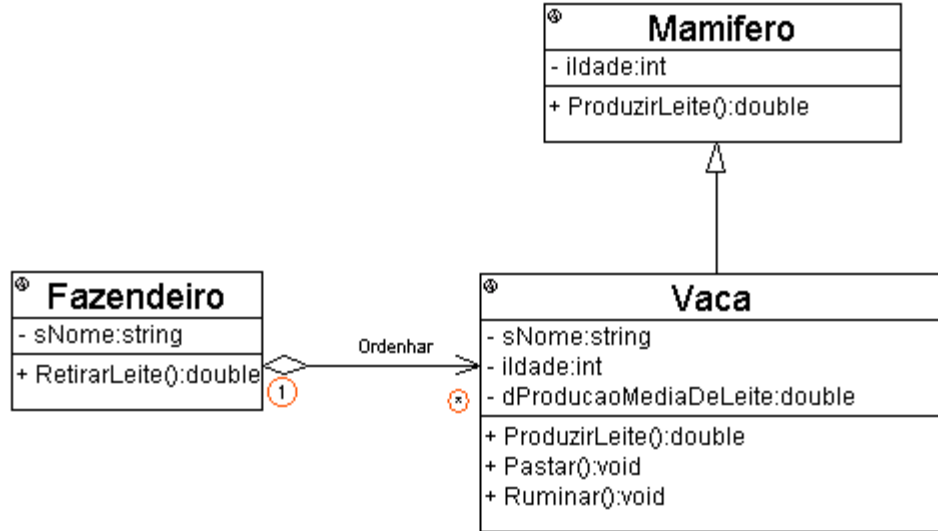 Mamifero
- iIdade:int
+ ProduzirLeite():double
Fazendeiro
- sNome:string
+ RetirarLeite():double
1
Ordenhar
*
Vaca
- sNome:string
- iIdade:int
- dProducaoMediaDeLeite:double
+ ProduzirLeite():double
+ Pastar():void
+ Ruminar():void